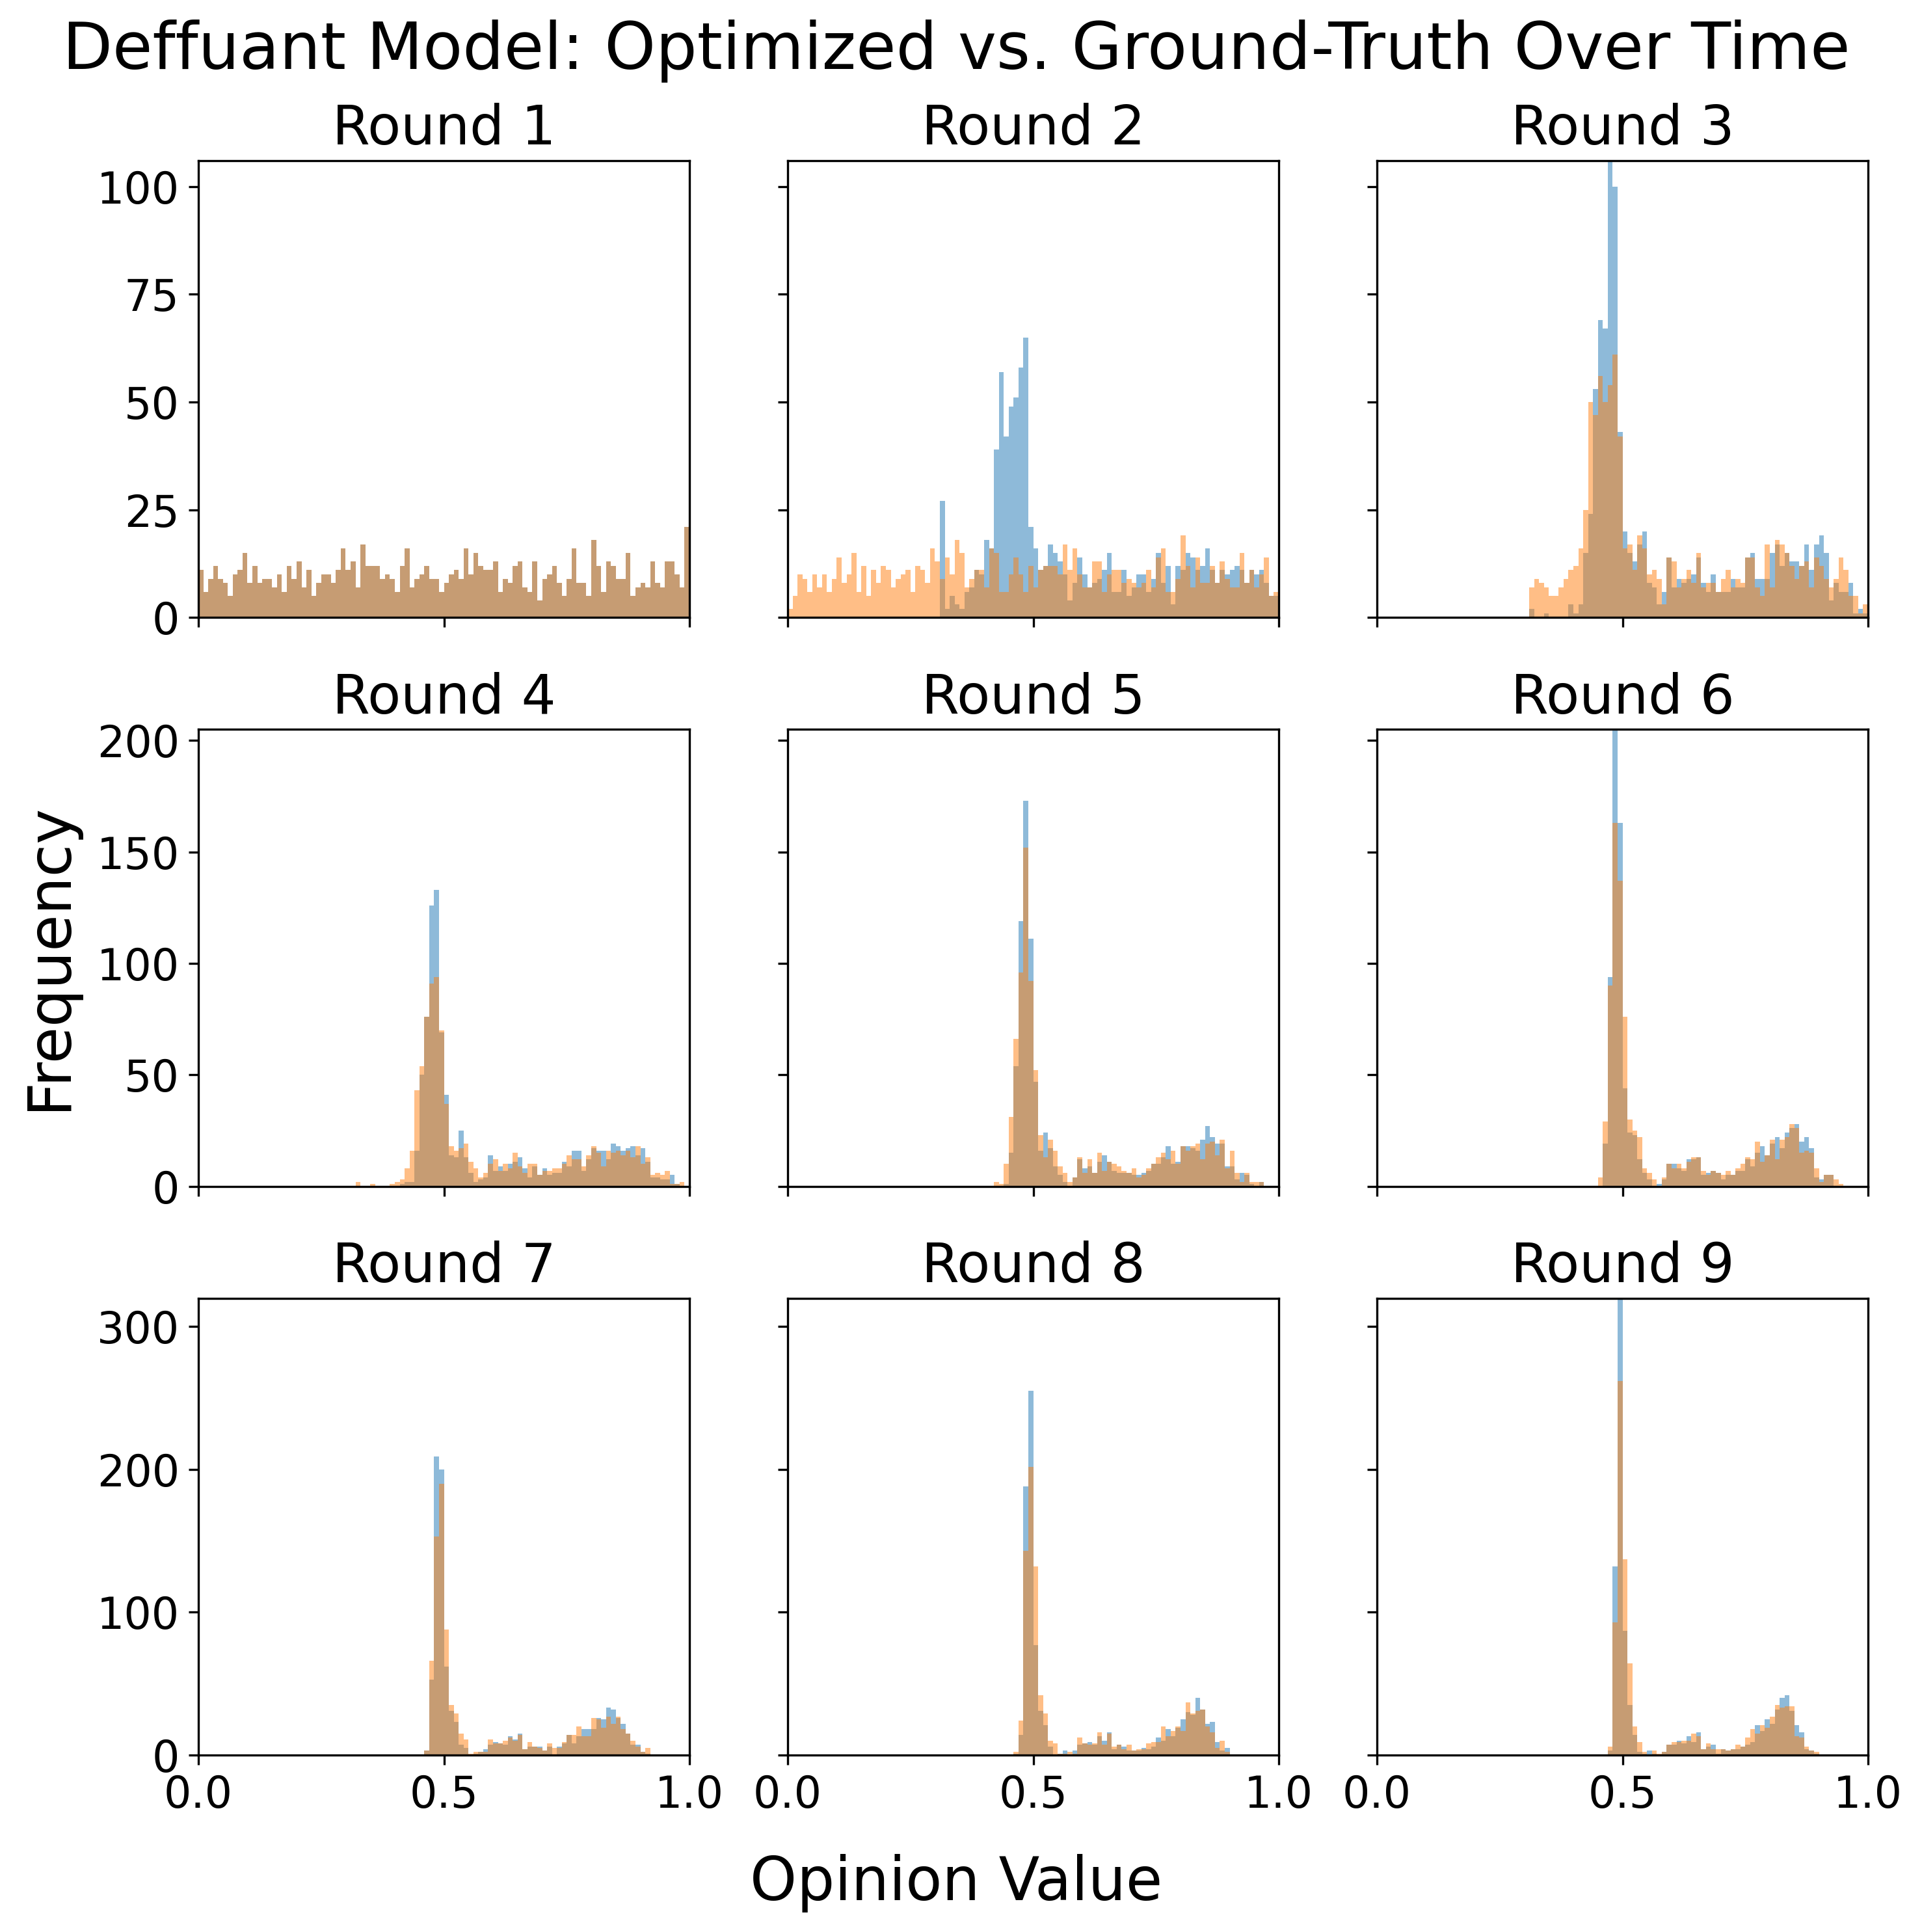 Deffuant Model: Optimized vs. Ground-Truth Over Time
Round 1
Round 2
Round 3
100
75
50
25
0
Round 4
Round 5
Round 6
200
150
100
50
0
Frequency
Round 7
Round 8
Round 9
300
200
100
0
0.0 0.5 1.0
0.0 0.5 1.0
0.0 0.5 1.0
Opinion Value